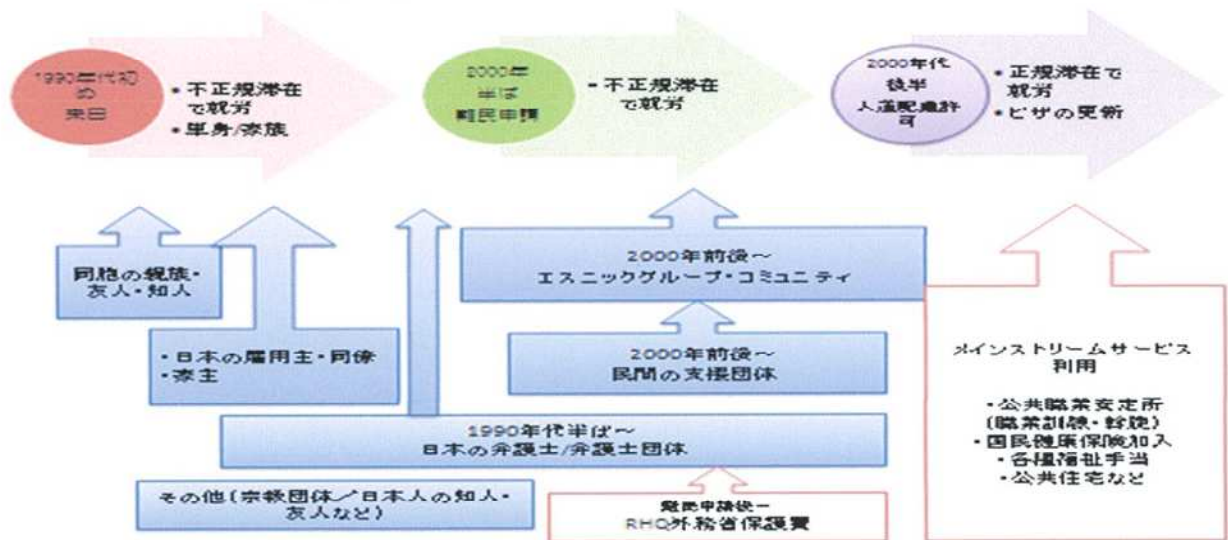 1990年代初
め
来日
・不正規滞在
で就労
・単身/家族
2000年
半ば
難民申請
・不正規滞在
で就労
2000年代
後半
人道配慮許
可
・正規滞在で
就労
・ビザの更新
同胞の親族・
友人・知人
・日本の雇用主・同僚
・家主
2000年前後~
エスニックグループ・コミュニティ
2000年前後~
民間の支援団体
1990年代半ば~
日本の弁護士/弁護士団体
その他(宗教団体/日本人の知人・
友人など)
難民申請後~
RHQ外務省保護費
メインストリームサービス
利用
・公共職業安定所
(職業訓練・斡旋)
・国民健康保険加入
・各種福祉手当
・公共住宅など